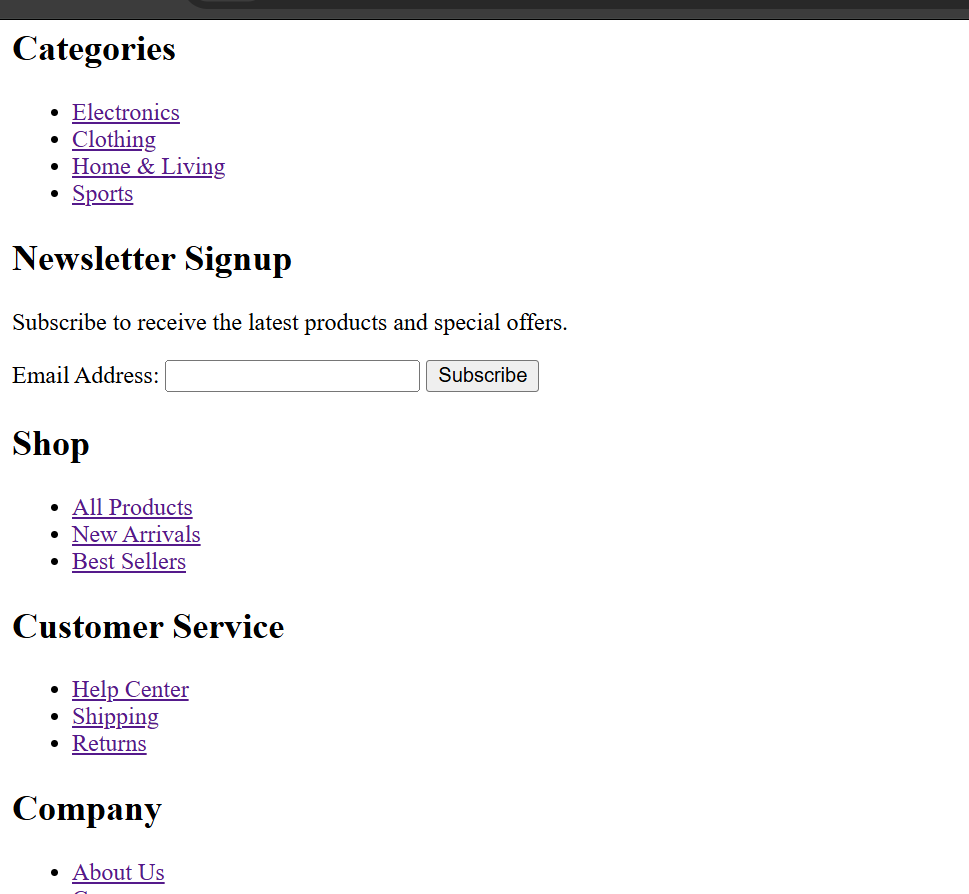 Categories
Electronics
Clothing
Home & Living
Sports
Newsletter Signup
Subscribe to receive the latest products and special offers.
Email Address: Subscribe
Shop
All Products
New Arrivals
Best Sellers
Customer Service
Help Center
Shipping
Returns
Company
About Us